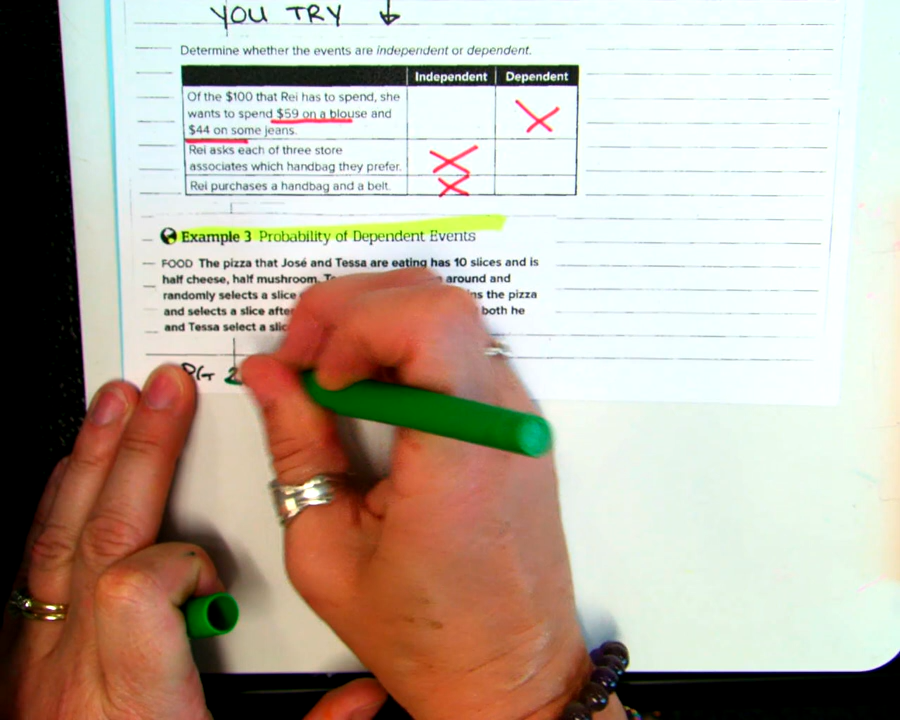 YOU TRY ↓
Determine whether the events are independent or dependent.
Independent Dependent
Of the $100 that Rei has to spend, she
wants to spend $59 on a blouse and
$44 on some jeans.
Rei asks each of three store
associates which handbag they prefer.
Rei purchases a handbag and a belt.
Example 3 Probability of Dependent Events
FOOD The pizza that José and Tessa are eating has 10 slices and is
half cheese, half mushroom. around and
randomly selects a slice the pizza
and selects a slice both he
and Tessa select a
PG 2